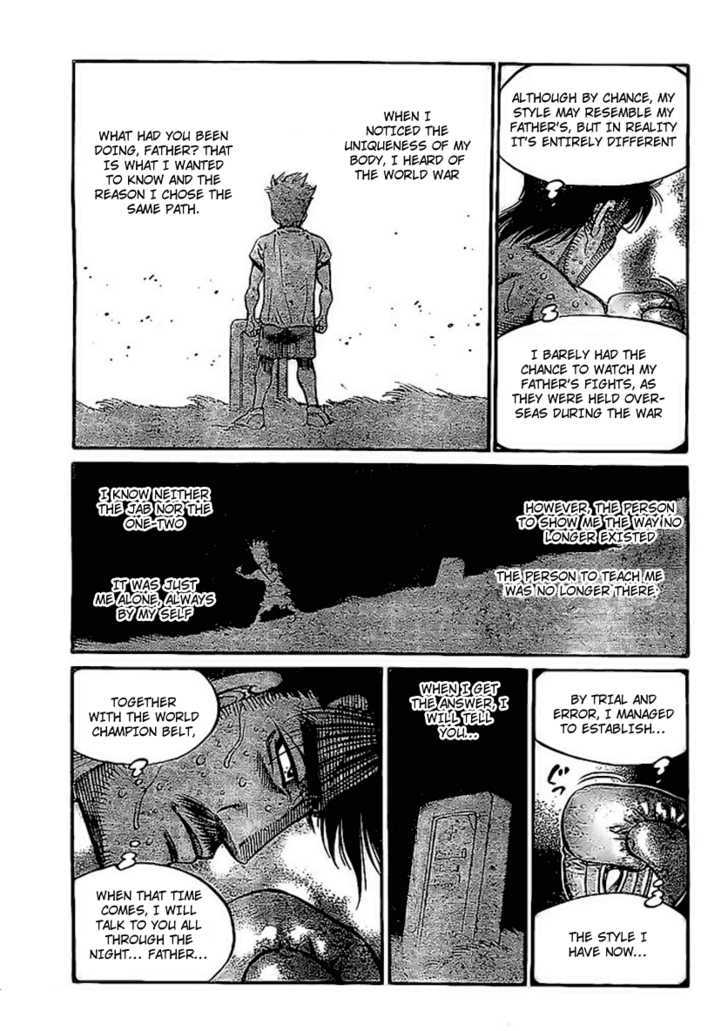 ALTHOUGH BY CHANCE, MY
STYLE MAY RESEMBLE MY
FATHER'S, BUT IN REALITY
IT'S ENTIRELY DIFFERENT
I BARELY HAD THE
CHANCE TO WATCH MY
FATHER'S FIGHTS, AS
THEY WERE HELD OVER-
SEAS DURING THE WAR
WHEN I
NOTICED THE
UNIQUENESS OF MY
BODY, I HEARD OF
THE WORLD WAR
WHAT HAD YOU BEEN
DOING, FATHER? THAT
IS WHAT I WANTED
TO KNOW AND THE
REASON I CHOSE THE
SAME PATH.
HOWEVER, THE PERSON
TO SHOW ME THE WAY NO
LONGER EXISTED
THE PERSON TO TEACH ME
WAS NO LONGER THERE,
I KNOW NEITHER
THE JAB NOR THE
ONE-TWO
IT WAS JUST
ME ALONE, ALWAYS
BY MY SELF
BY TRIAL AND
ERROR, I MANAGED
TO ESTABLISH...
ぐっ
THE STYLE I
HAVE NOW...
WHEN I GET
THE ANSWER, I
WILL TELL
YOU...
TOGETHER
WITH THE WORLD
CHAMPION BELT,
WHEN THAT TIME
COMES, I WILL
TALK TO YOU ALL
THROUGH THE
NIGHT... FATHER...